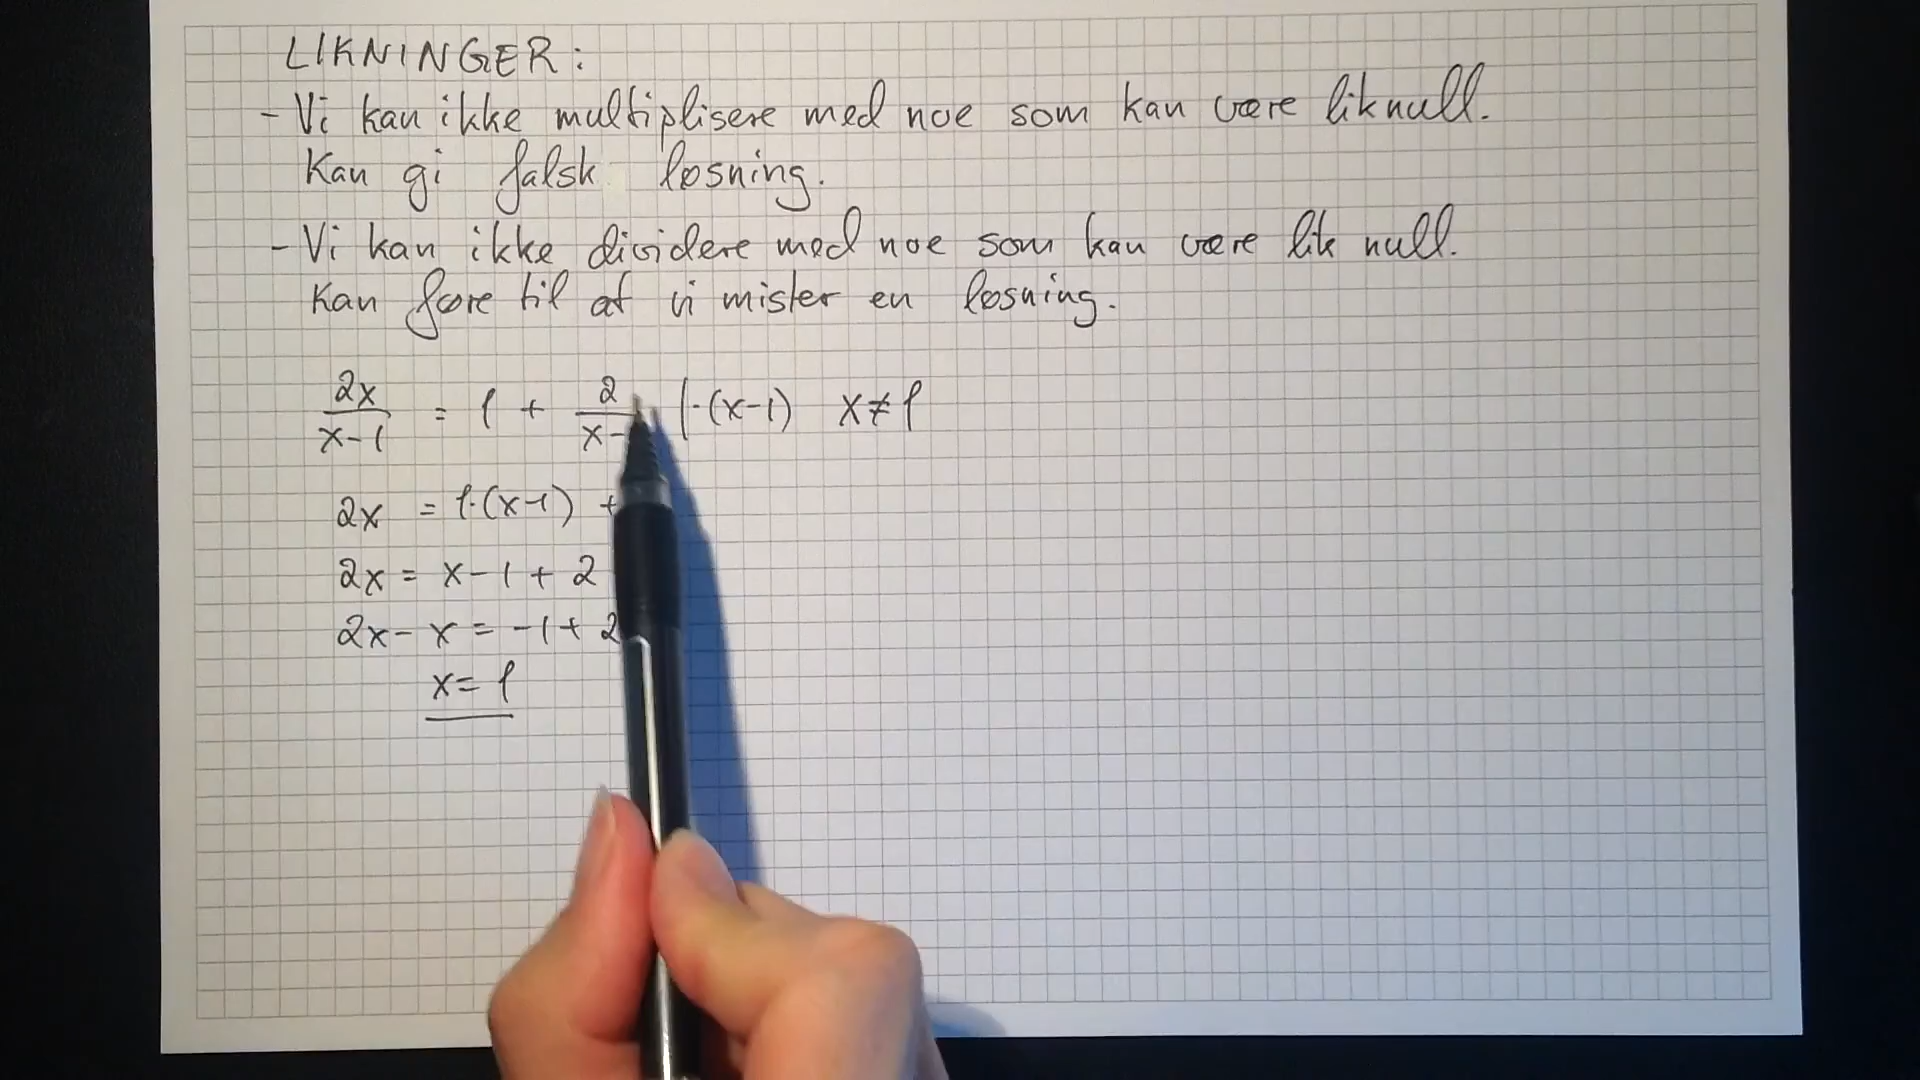 LIKNINGER:
- Vi kan ikke multiplisere med noe som kan være lik null.
Kan gi falsk løsning.
- Vi kan ikke dividere med noe som kan være lik null.
Kan føre til at vi mister en løsning.
2x/x-1 = 1 + 2/x- |·(x-1) x≠1
2x = 1·(x-1) +
2x = x-1+2
2x-x = -1+2
x=1